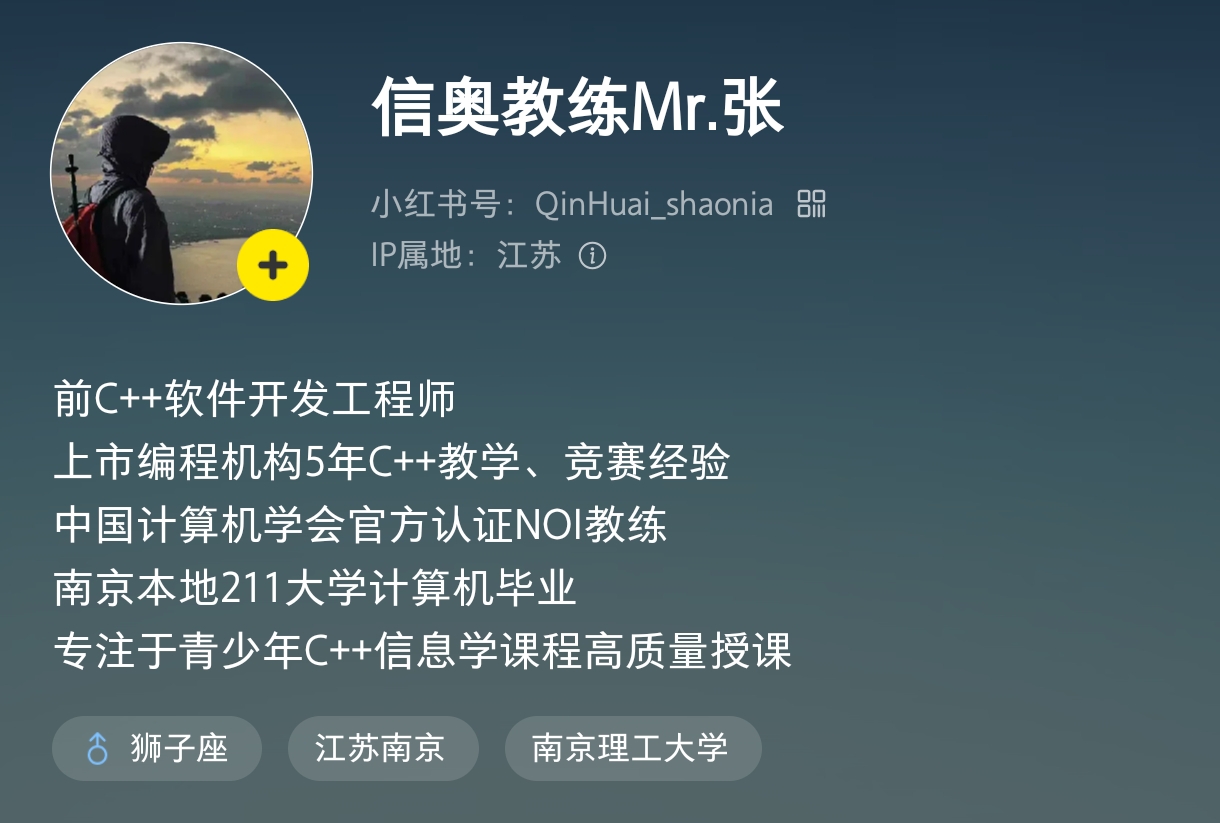 信奥教练Mr.张
小红书号：QinHuai_shaonia
IP属地：江苏
前C++软件开发工程师
上市编程机构5年C++教学、竞赛经验
中国计算机学会官方认证NOI教练
南京本地211大学计算机毕业
专注于青少年C++信息学课程高质量授课
狮子座
江苏南京
南京理工大学